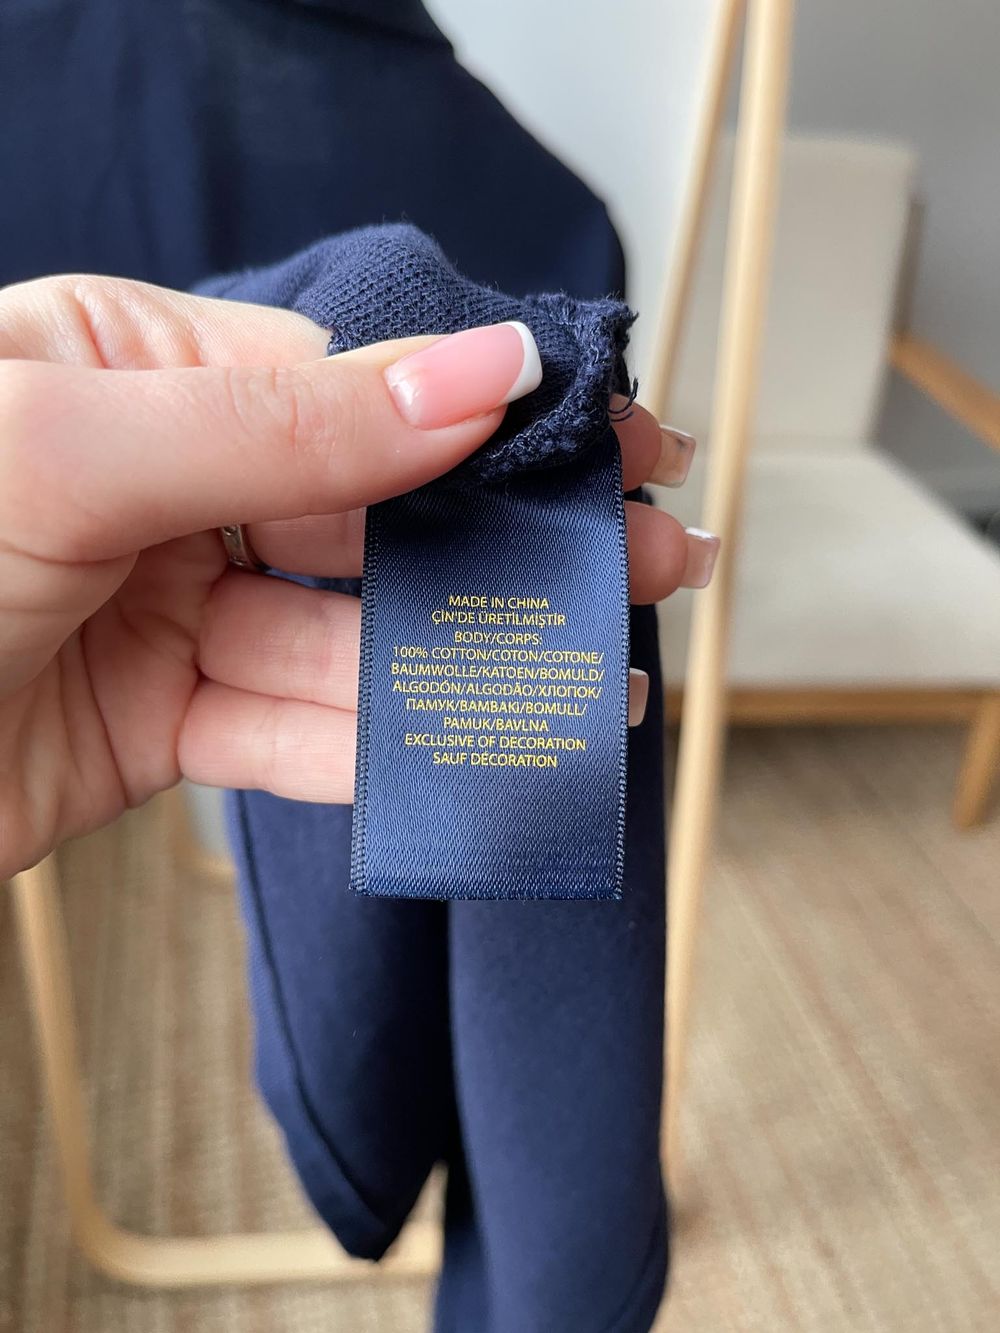 MADE IN CHINA
ÇİN'DE ÜRETİLMİŞTİR
BODY/CORPS:
100% COTTON/COTON/COTONE/
BAUMWOLLE/KATOEN/BOMULD/
ALGODÓN/ALGODÃO/ХЛОПОК/
ПАМУК/BAMBAKI/BOMULL/
PAMUK/BAVLNA
EXCLUSIVE OF DECORATION
SAUF DÉCORATION